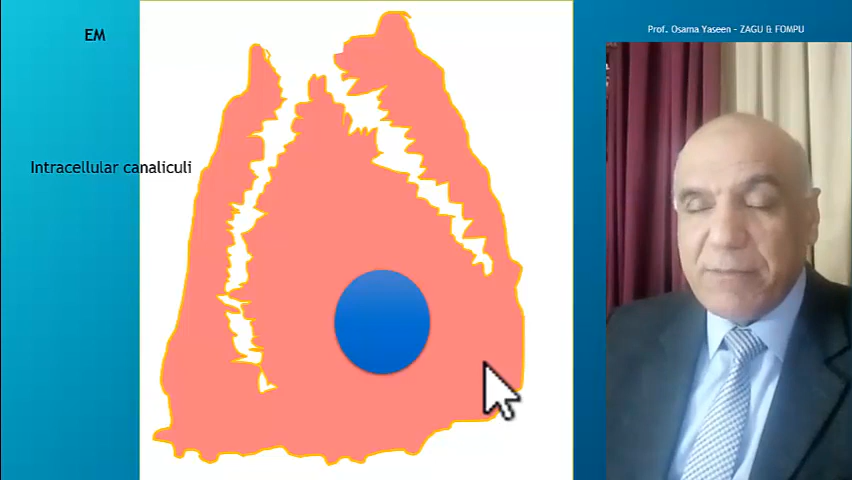 EM
Prof. Osama Yaseen - ZAGU & FOMPU
Intracellular canaliculi